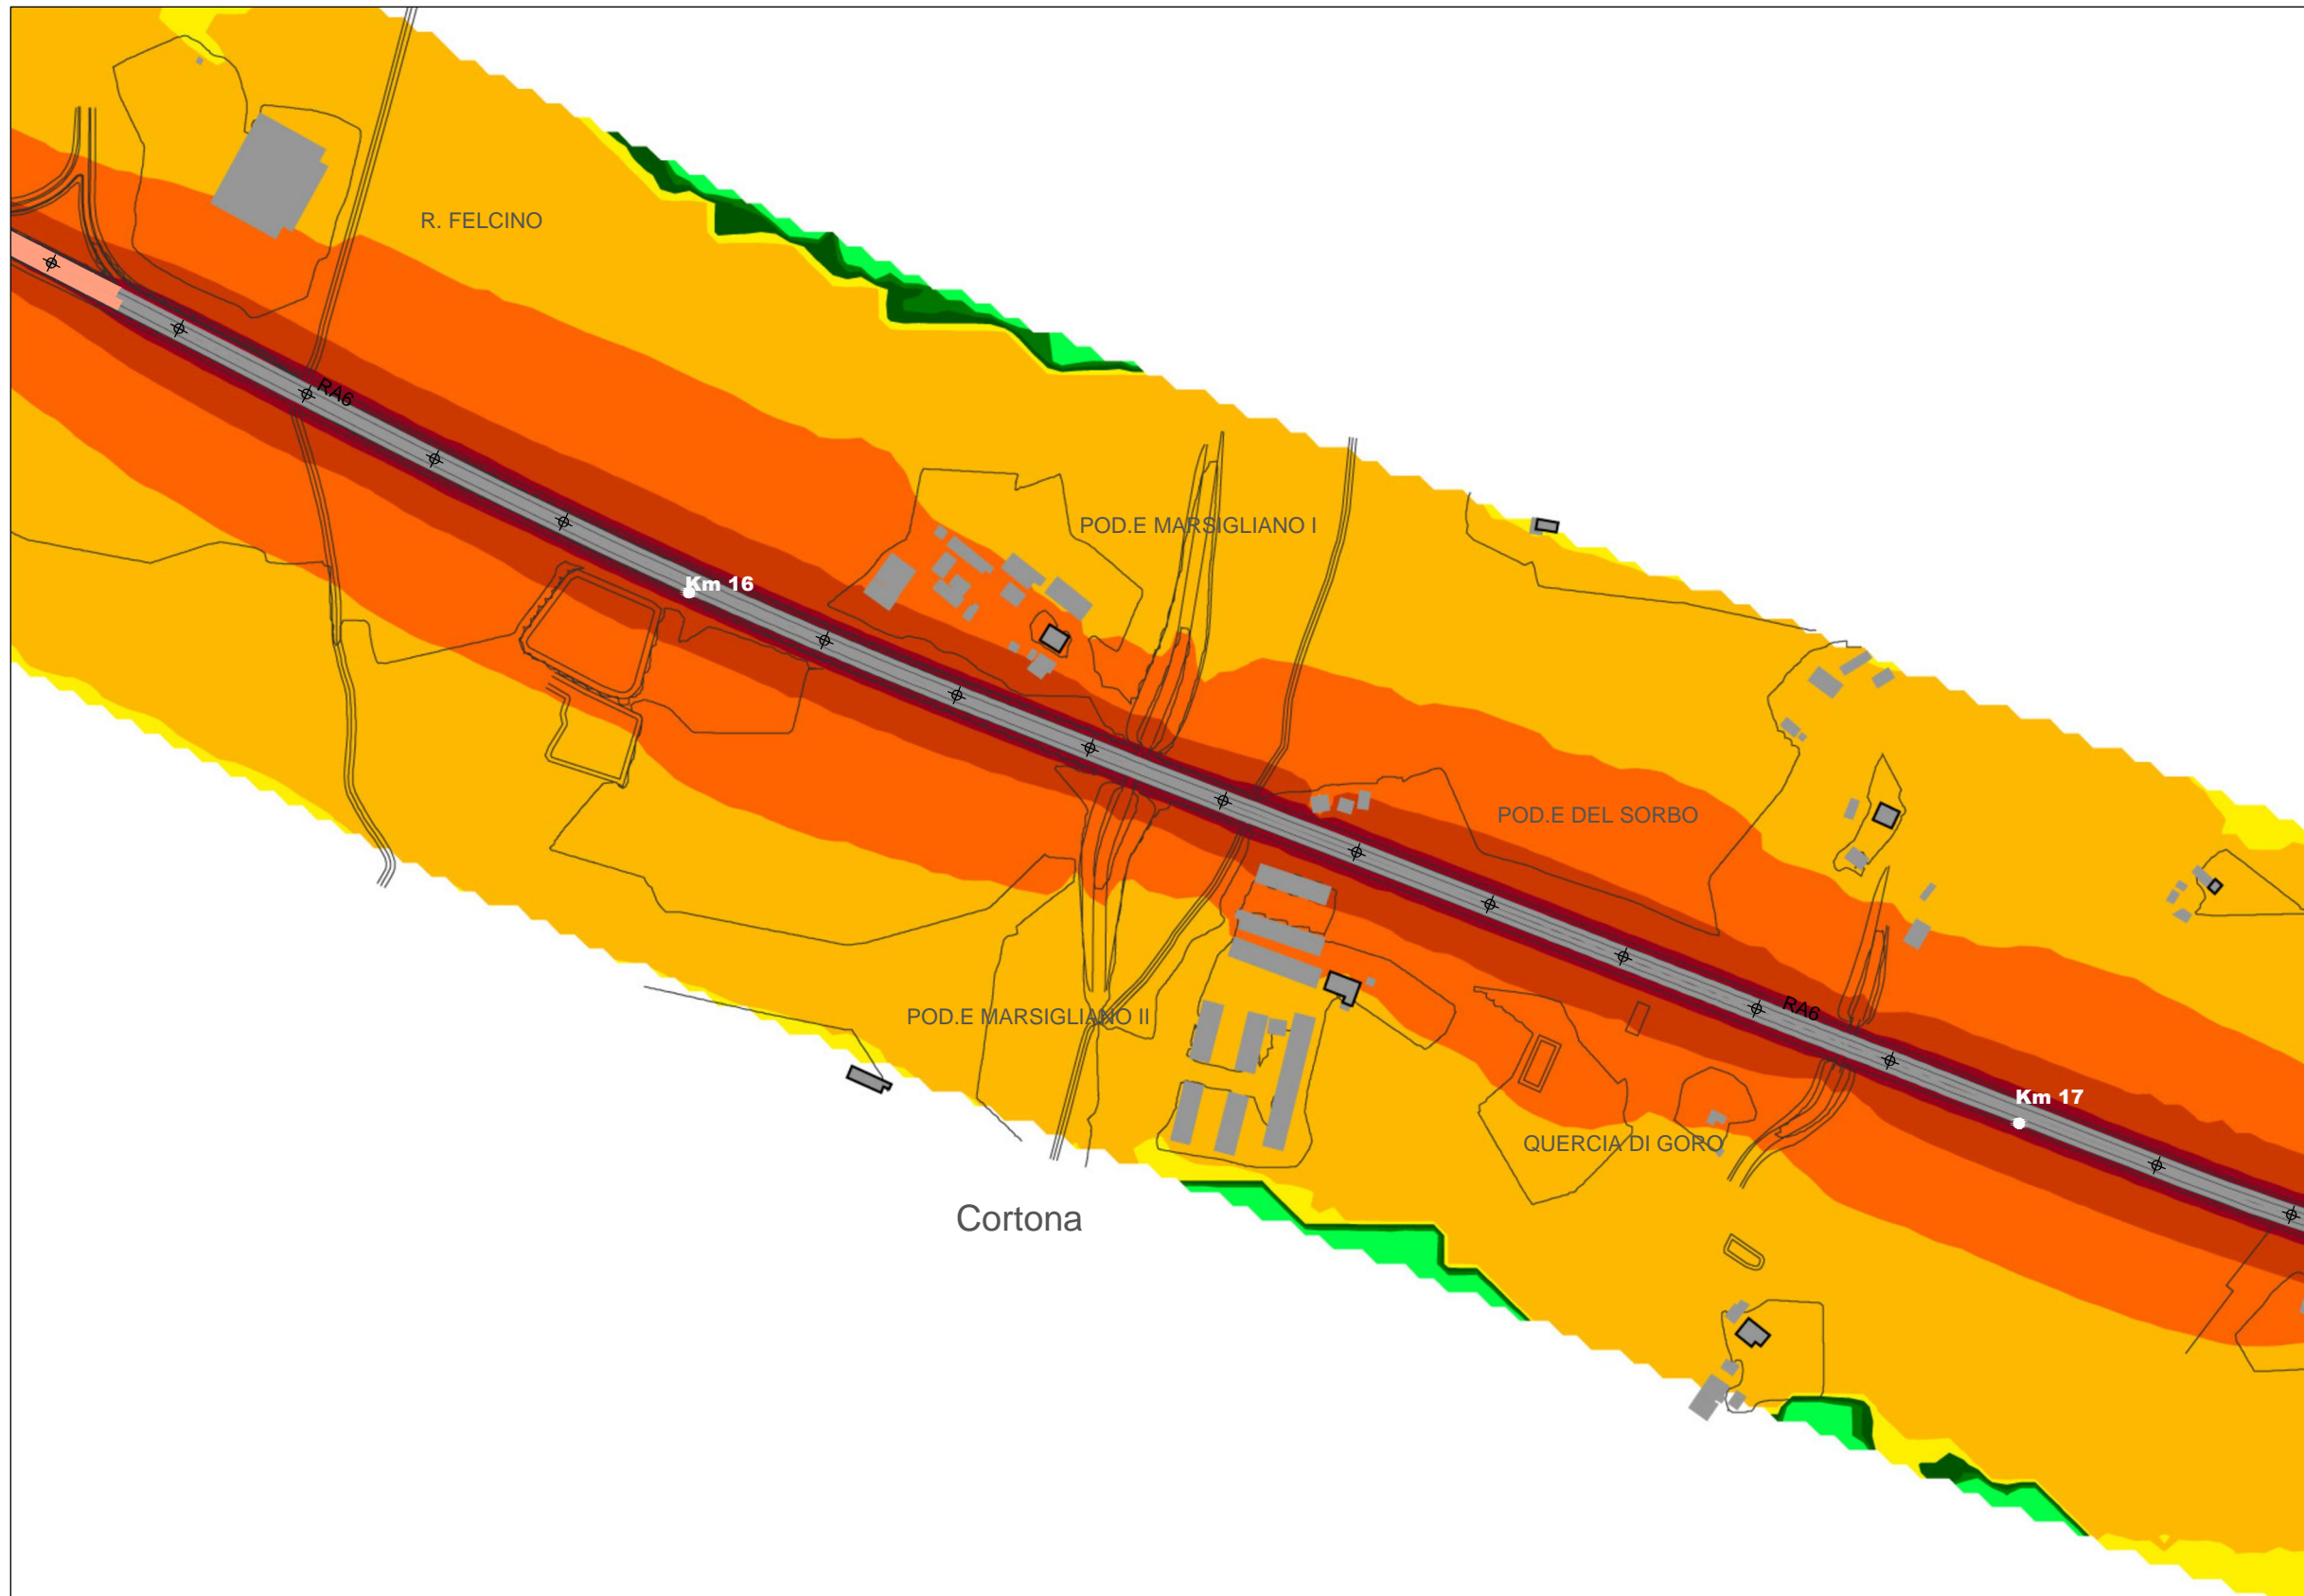 R. FELCINO
RA6
POD.E MARSIGLIANO I
Km 16
POD.E DEL SORBO
RA6
POD.E MARSIGLIANO II
Km 17
QUERCIA DI GORO
Cortona